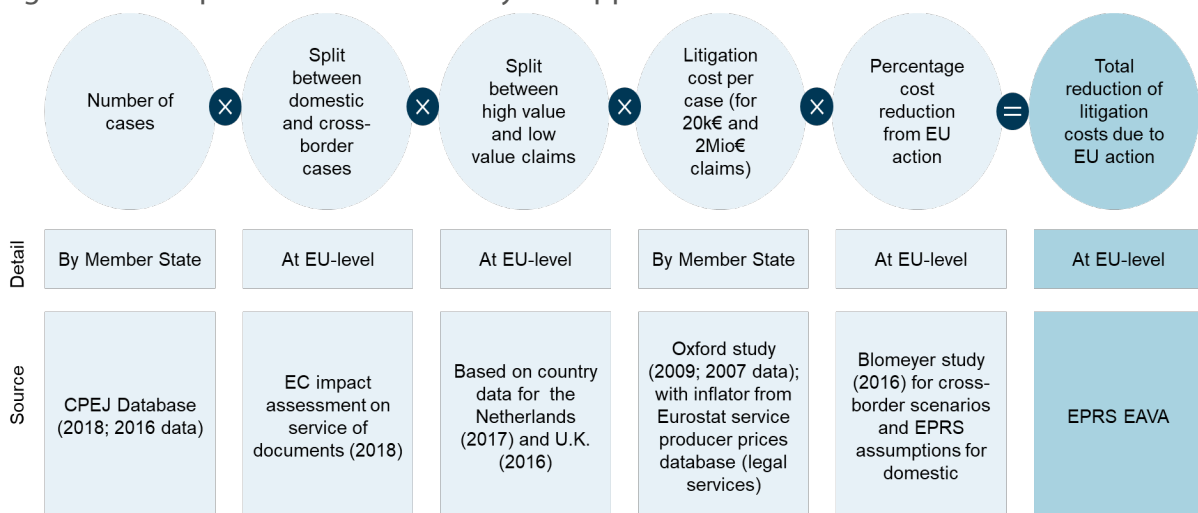 Number of
cases
×
Split
between
domestic
and cross-
border
cases
×
Split
between
high value
and low
value claims
×
Litigation
cost per
case (for
20k€ and
2Mio€
claims)
×
Percentage
cost
reduction
from EU
action
=
Total
reduction of
litigation
costs due to
EU action
Detail
By Member State
At EU-level
At EU-level
By Member State
At EU-level
At EU-level
Source
CPEJ Database
(2018; 2016 data)
EC impact
assessment on
service of
documents (2018)
Based on country
data for the
Netherlands
(2017) and U.K.
(2016)
Oxford study
(2009; 2007 data);
with inflator from
Eurostat service
producer prices
database (legal
services)
Blomeyer study
(2016) for cross-
border scenarios
and EPRS
assumptions for
domestic
EPRS EAVA